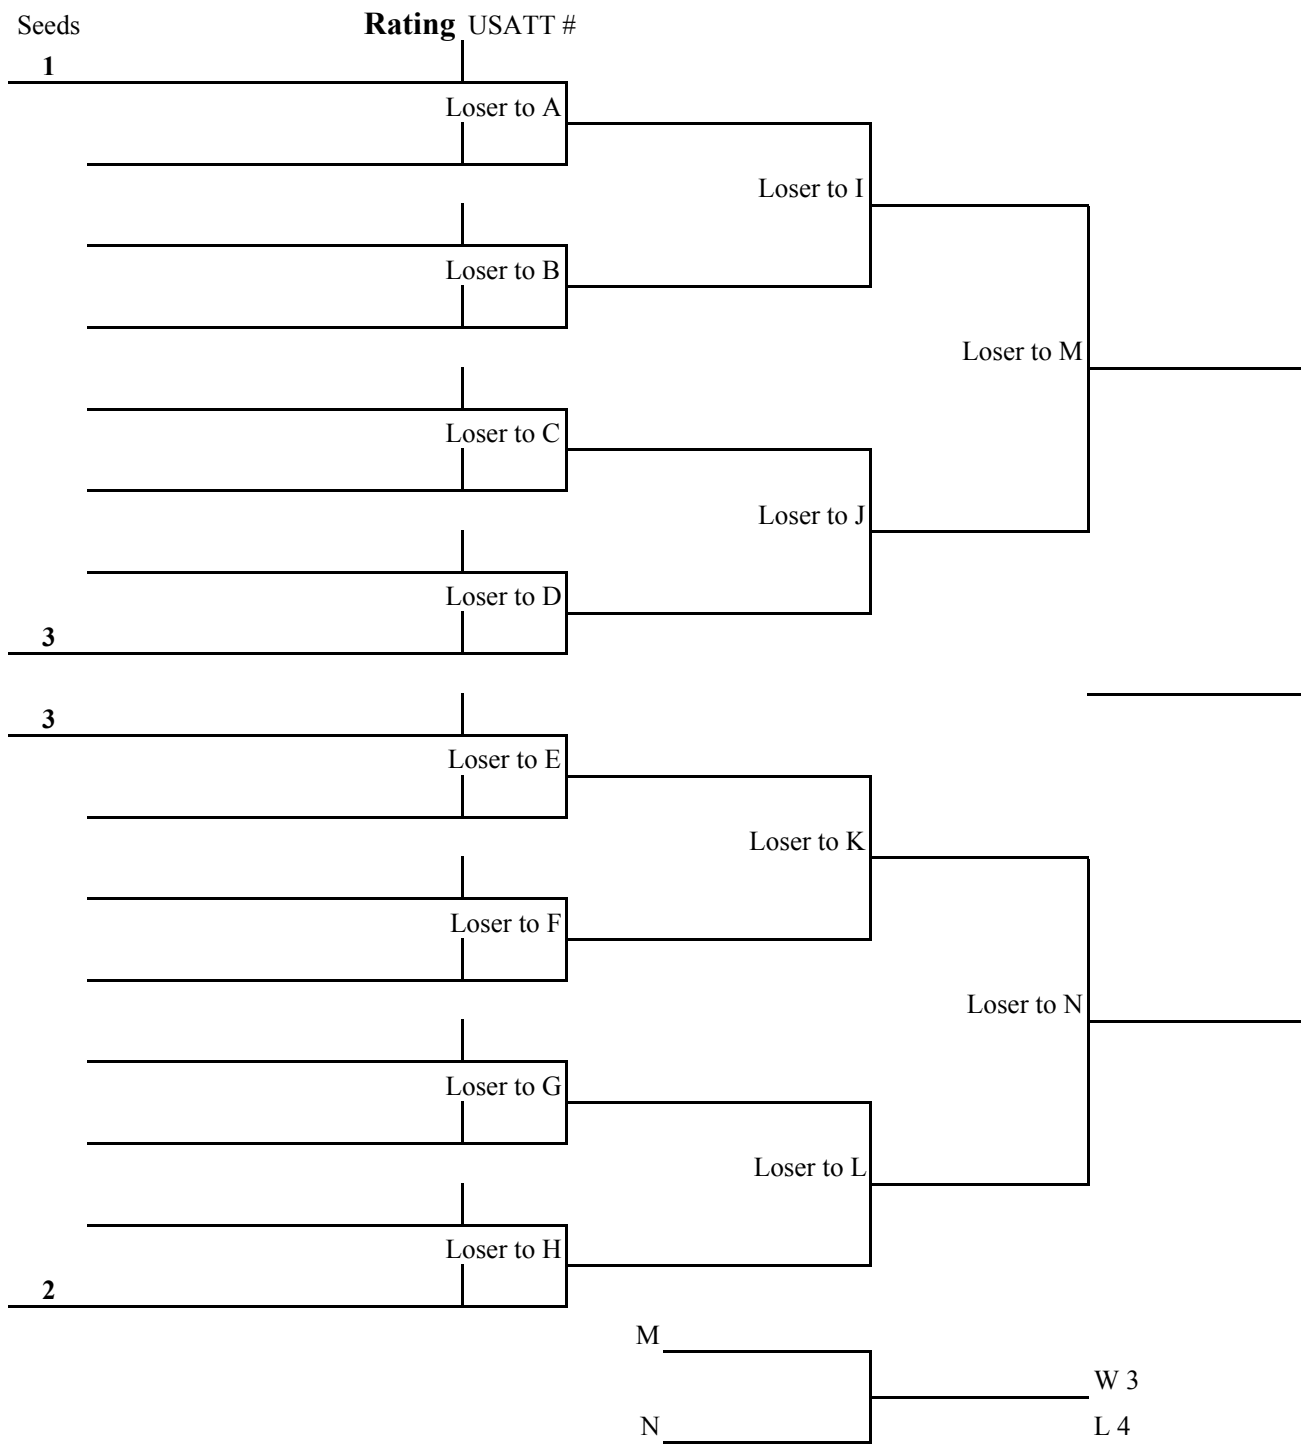 Seeds Rating USATT #
1
Loser to A
Loser to I
Loser to B
Loser to M
Loser to C
Loser to J
Loser to D
3
3
Loser to E
Loser to K
Loser to F
Loser to N
Loser to G
Loser to L
Loser to H
2
M
W 3
N
L 4